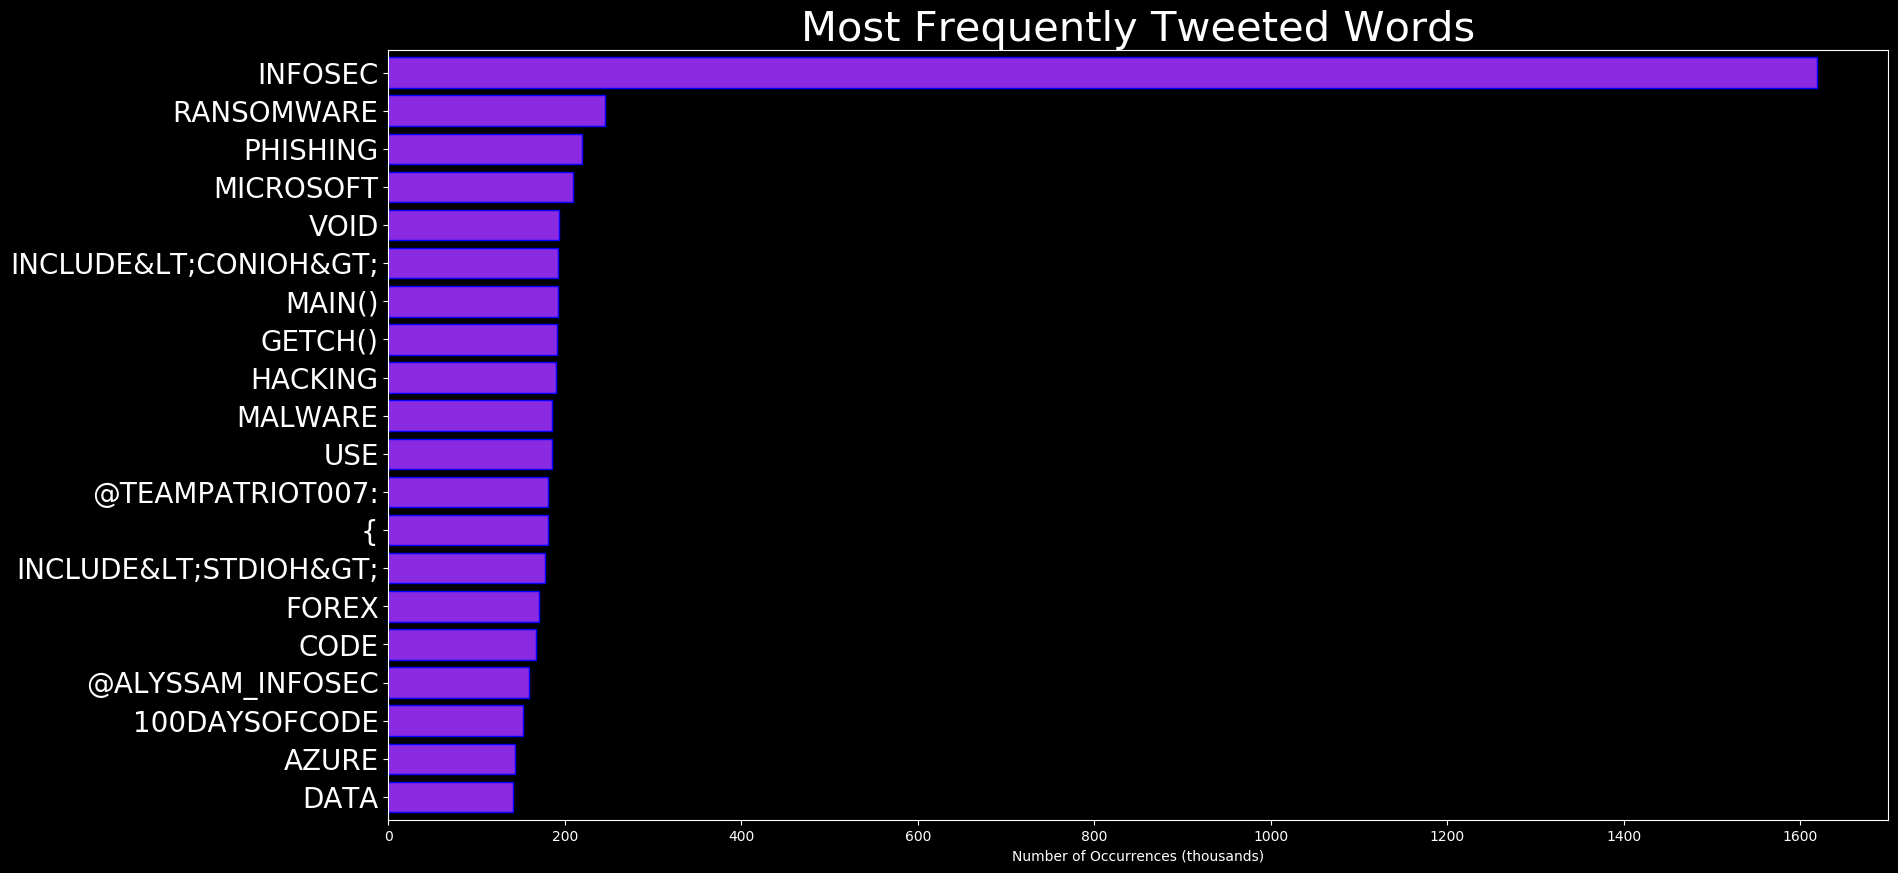 Most Frequently Tweeted Words
INFOSEC
RANSOMWARE
PHISHING
MICROSOFT
VOID
INCLUDE&LT;CONIOH&GT;
MAIN()
GETCH()
HACKING
MALWARE
USE
@TEAMPATRIOT007:
{
INCLUDE&LT;STDIOH&GT;
FOREX
CODE
@ALYSSAM_INFOSEC
100DAYSOFCODE
AZURE
DATA
0 200 400 600 800 1000 1200 1400 1600
Number of Occurrences (thousands)